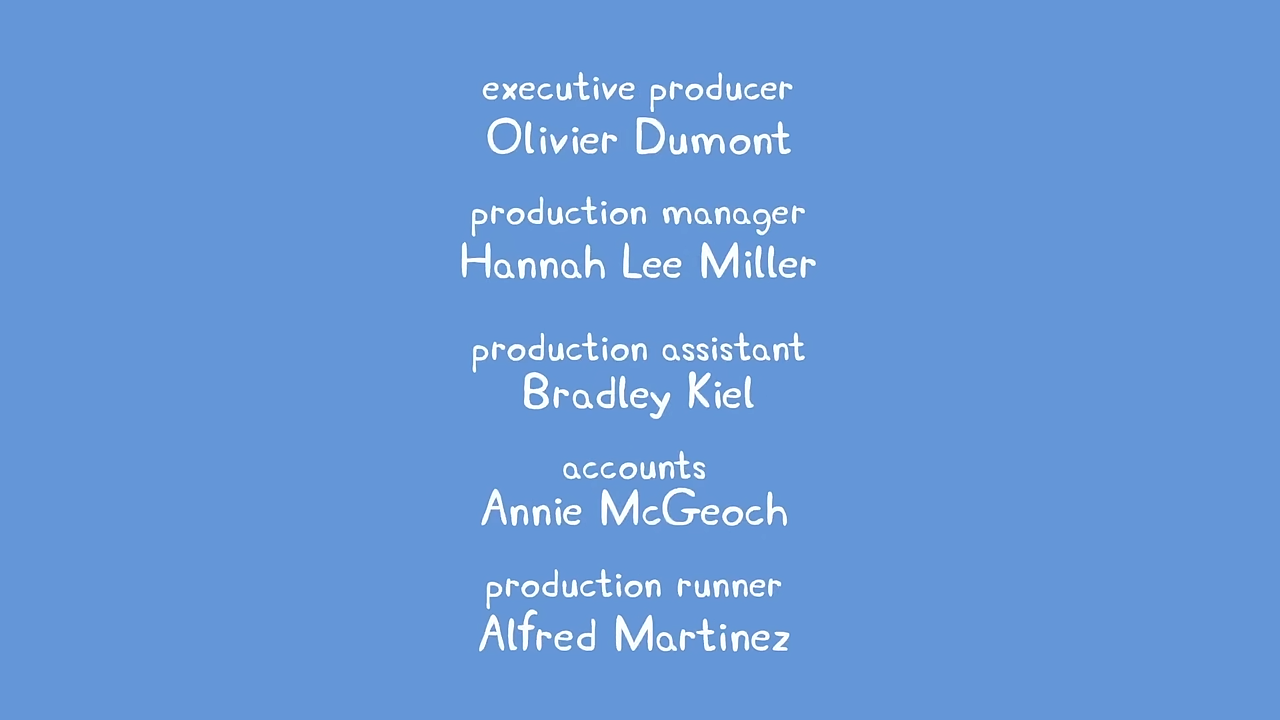 executive producer
Olivier Dumont
production manager
Hannah Lee Miller
production assistant
Bradley Kiel
accounts
Annie McGeoch
production runner
Alfred Martinez